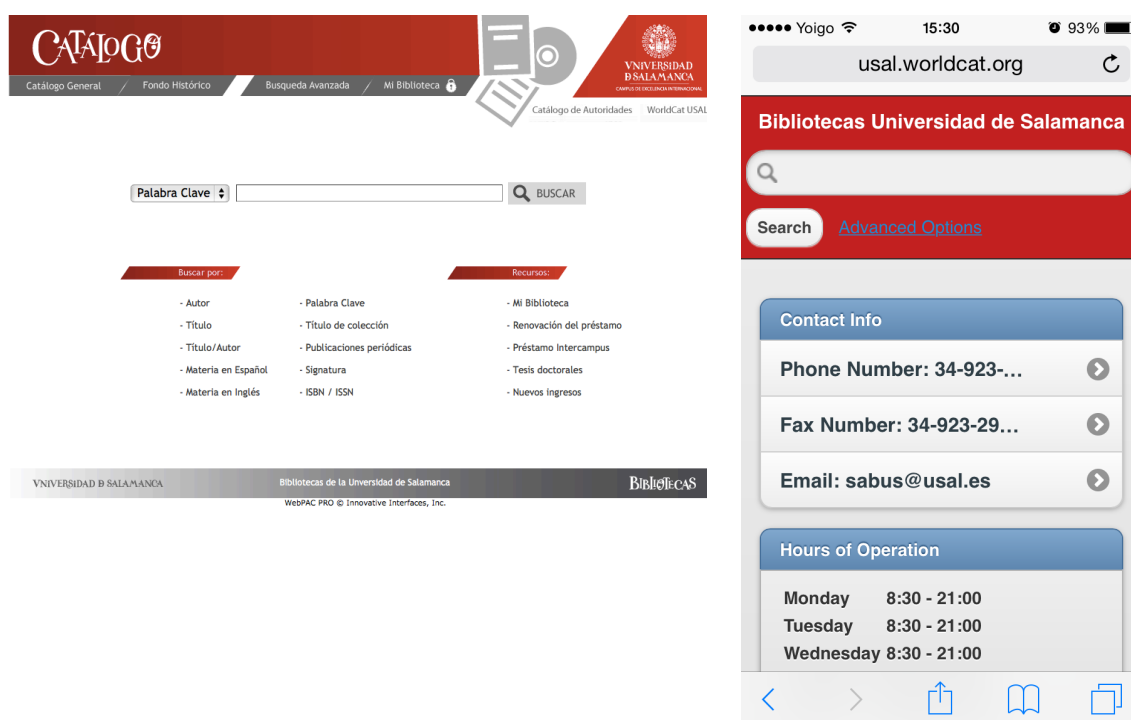 CATÁLOGO
VNIVERSIDAD
D SALAMANCA
CAMPUS DE EXCELENCIA INTERNACIONAL
Catálogo General / Fondo Histórico Busqueda Avanzada / Mi Biblioteca
Catálogo de Autoridades WorldCat USAL
Palabra Clave BUSCAR
Buscar por: Recursos:
- Autor - Palabra Clave - Mi Biblioteca
- Título - Título de colección - Renovación del préstamo
- Título/Autor - Publicaciones periódicas - Préstamo Intercampus
- Materia en Español - Signatura - Tesis doctorales
- Materia en Inglés - ISBN / ISSN - Nuevos ingresos
VNIVERSIDAD D SALAMANCA Bibliotecas de la Unversidad de Salamanca BIBLIOTECAS
WebPAC PRO © Innovative Interfaces, Inc.
Yoigo 15:30 93%
usal.worldcat.org
Bibliotecas Universidad de Salamanca
Search Advanced Options
Contact Info
Phone Number: 34-923-...
Fax Number: 34-923-29...
Email: sabus@usal.es
Hours of Operation
Monday 8:30 - 21:00
Tuesday 8:30 - 21:00
Wednesday 8:30 - 21:00